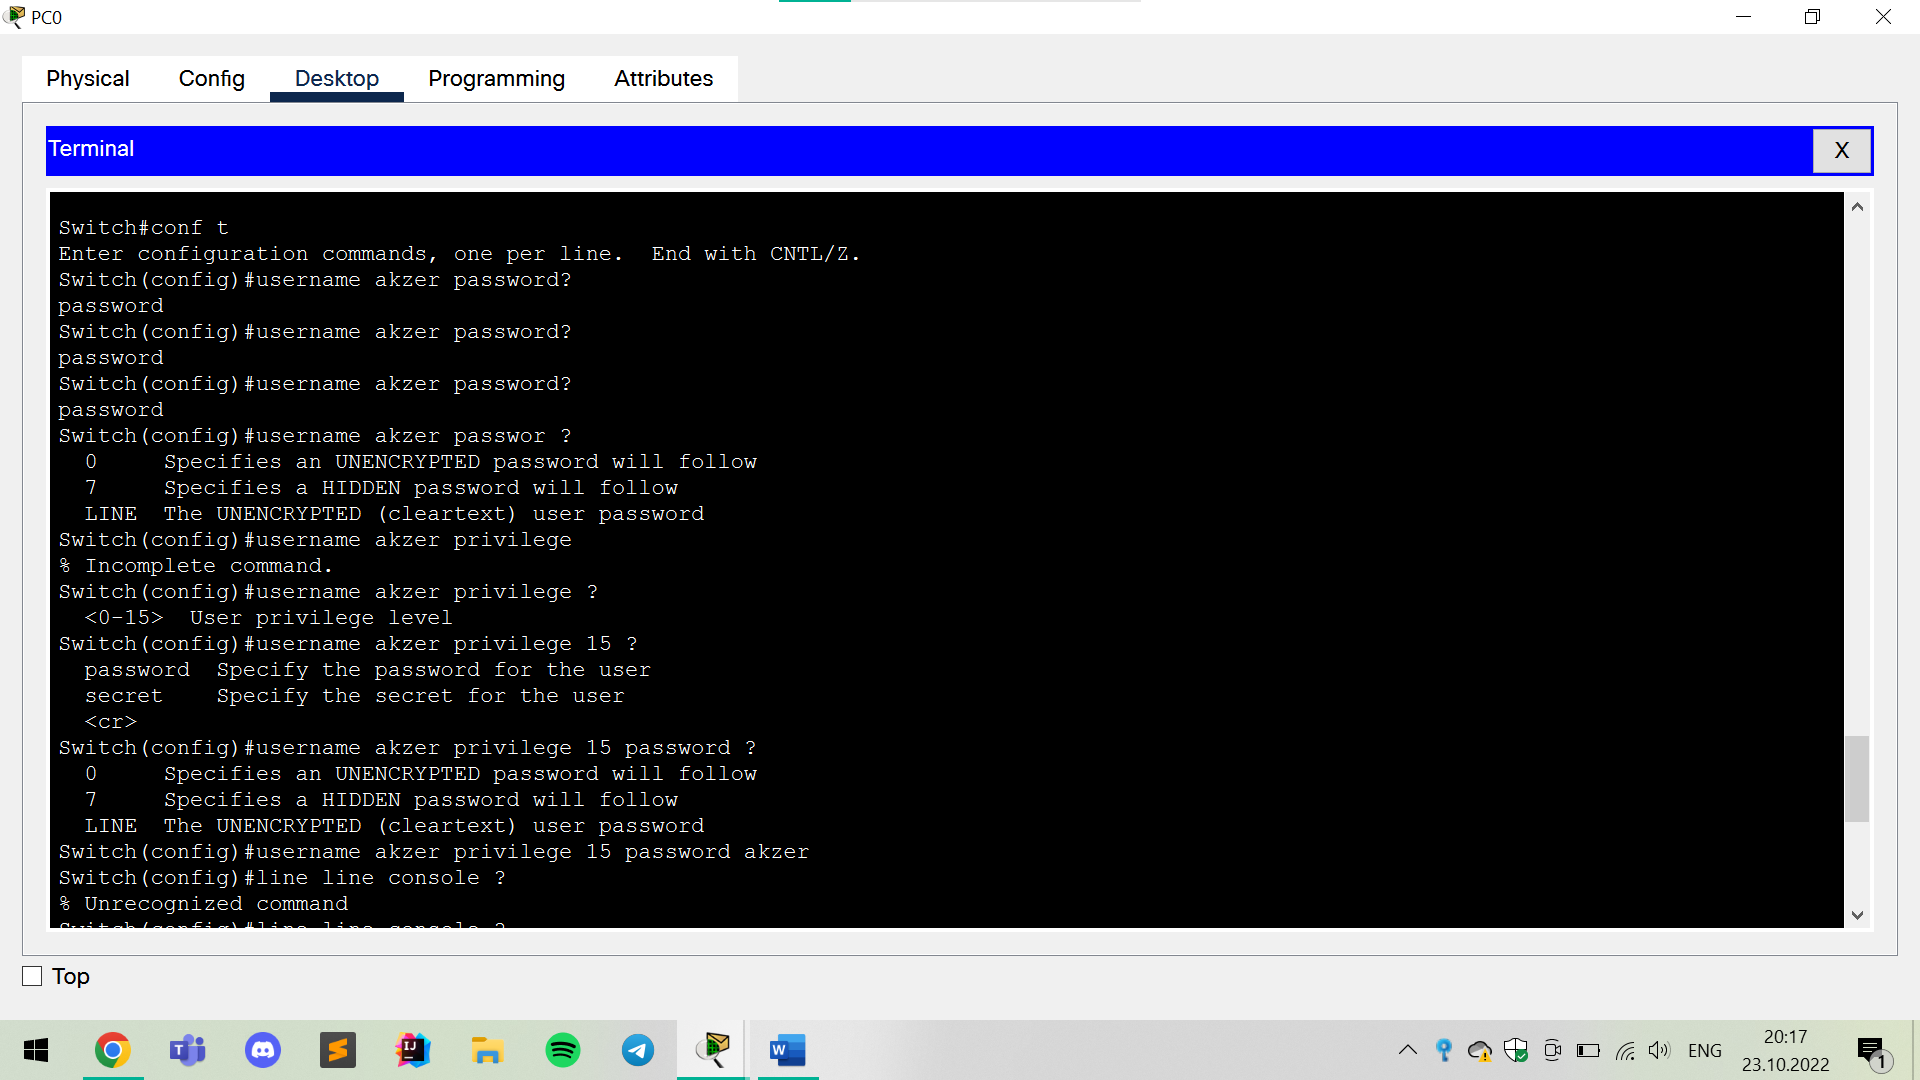 PC0
Physical Config Desktop Programming Attributes
Terminal
X
Switch#conf t
Enter configuration commands, one per line.  End with CNTL/Z.
Switch(config)#username akzer password?
password
Switch(config)#username akzer password?
password
Switch(config)#username akzer password?
password
Switch(config)#username akzer passwor ?
  0     Specifies an UNENCRYPTED password will follow
  7     Specifies a HIDDEN password will follow
  LINE  The UNENCRYPTED (cleartext) user password
Switch(config)#username akzer privilege
% Incomplete command.
Switch(config)#username akzer privilege ?
  <0-15>  User privilege level
Switch(config)#username akzer privilege 15 ?
  password  Specify the password for the user
  secret    Specify the secret for the user
  <cr>
Switch(config)#username akzer privilege 15 password ?
  0     Specifies an UNENCRYPTED password will follow
  7     Specifies a HIDDEN password will follow
  LINE  The UNENCRYPTED (cleartext) user password
Switch(config)#username akzer privilege 15 password akzer
Switch(config)#line line console ?
% Unrecognized command
Switch(config)#line line console ?
Top
ENG
20:17
23.10.2022
1